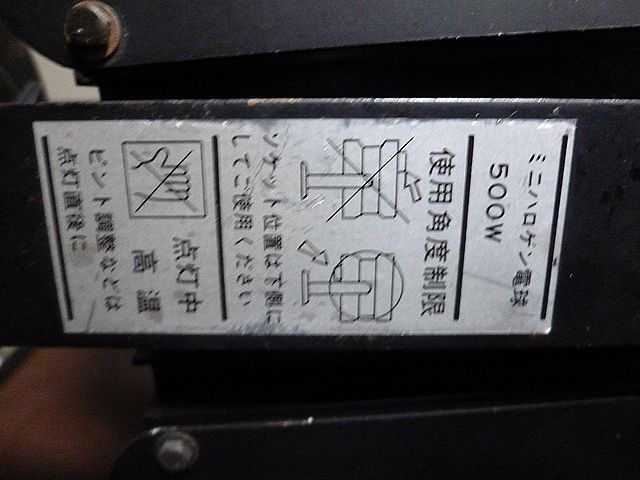 ミニハロゲン電球
500W
使用角度制限
ソケット位置は下側に
してご使用ください
点灯中
高温
ピント調整などは
点灯直後に